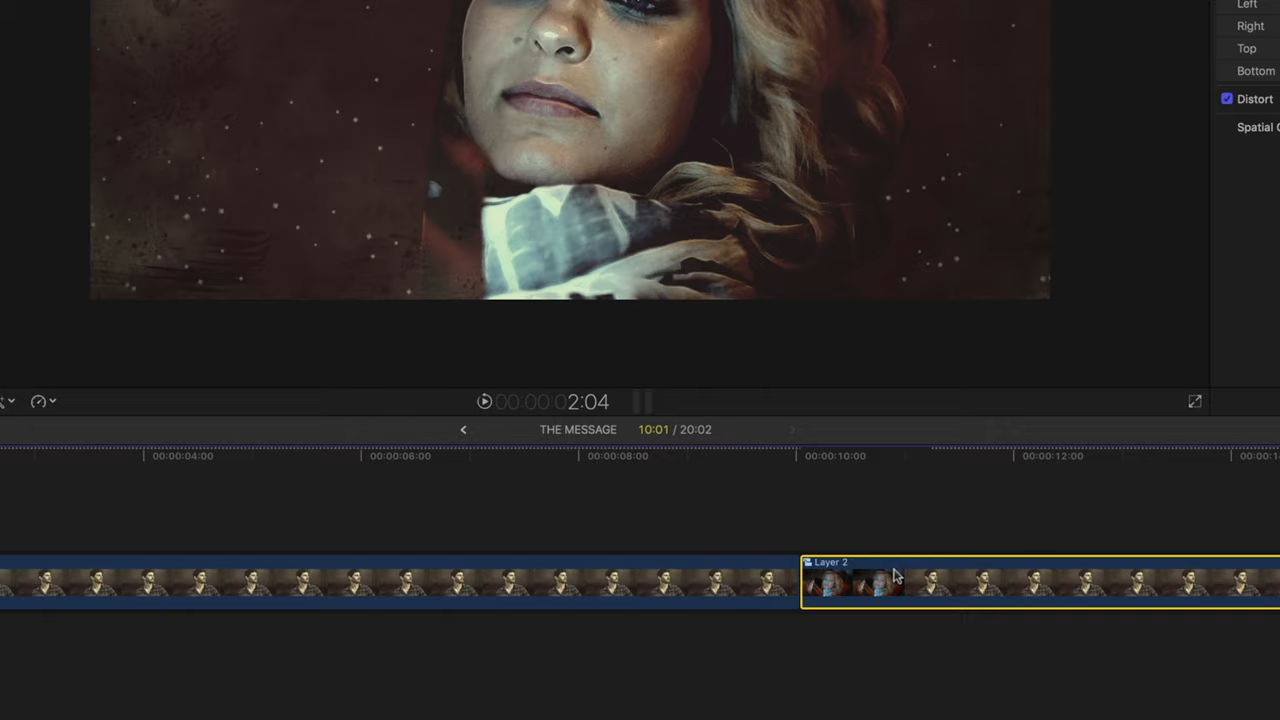 Left
Right
Top
Bottom
Distort
Spatial
00:00:00:02:04
THE MESSAGE 10:01 / 20:02
00:00:04:00 00:00:06:00 00:00:08:00 00:00:10:00 00:00:12:00
Layer 2